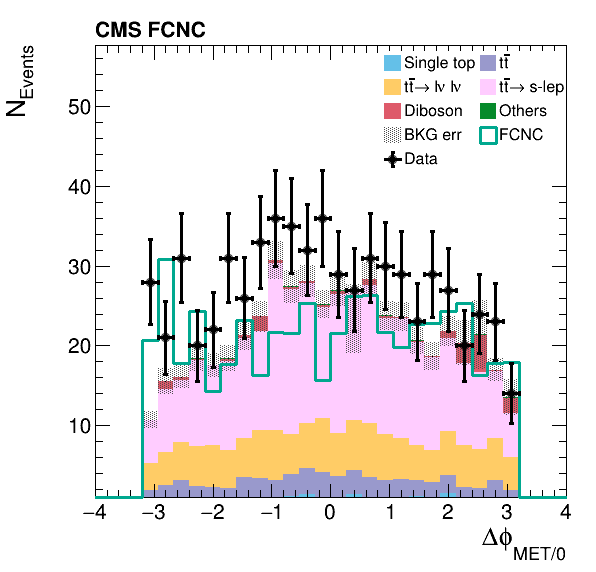 CMS FCNC
N_Events
Single top
tt̄
tt̄→ lν lν
tt̄→ s-lep
Diboson
Others
BKG err
FCNC
Data
50
40
30
20
10
−4 −3 −2 −1 0 1 2 3 4
Δϕ_MET/0